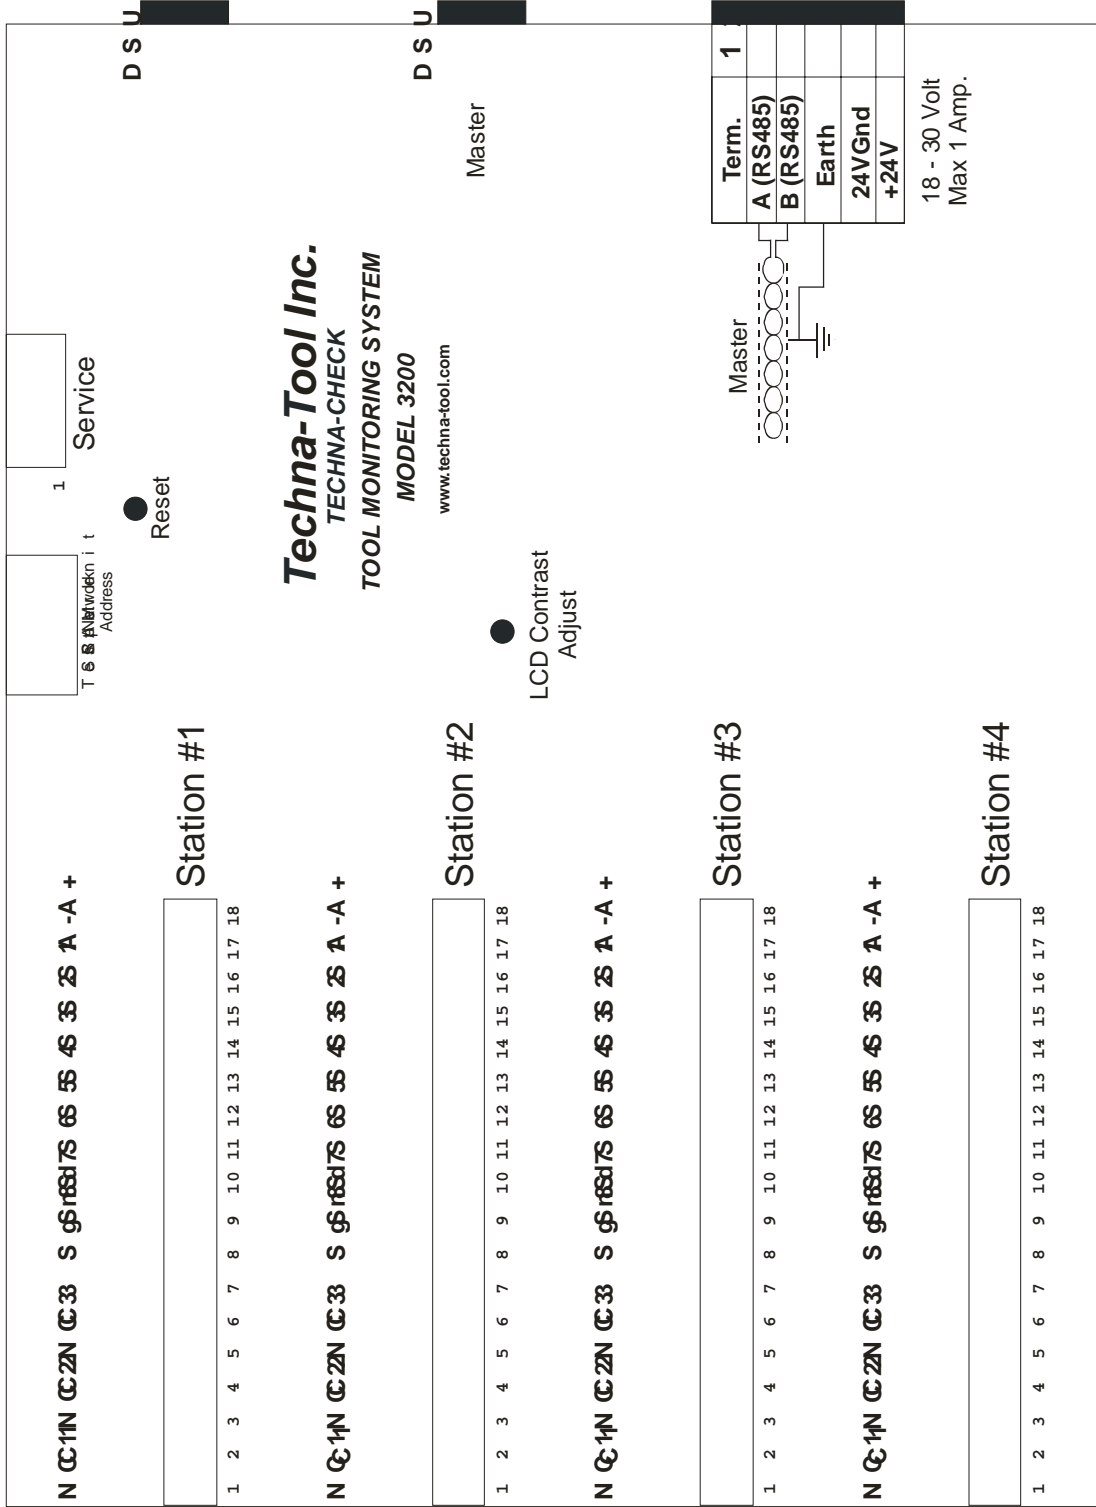 D S U
D S U
Service
1
Reset
Address
Techna-Tool Inc.
TECHNA-CHECK
TOOL MONITORING SYSTEM
MODEL 3200
www.techna-tool.com
Master
LCD Contrast
Adjust
Term. 1
A (RS485)
B (RS485)
Earth
24VGnd
+24V
18 - 30 Volt
Max 1 Amp.
Master
Station #1
1 2 3 4 5 6 7 8 9 10 11 12 13 14 15 16 17 18
Station #2
1 2 3 4 5 6 7 8 9 10 11 12 13 14 15 16 17 18
Station #3
1 2 3 4 5 6 7 8 9 10 11 12 13 14 15 16 17 18
Station #4
1 2 3 4 5 6 7 8 9 10 11 12 13 14 15 16 17 18